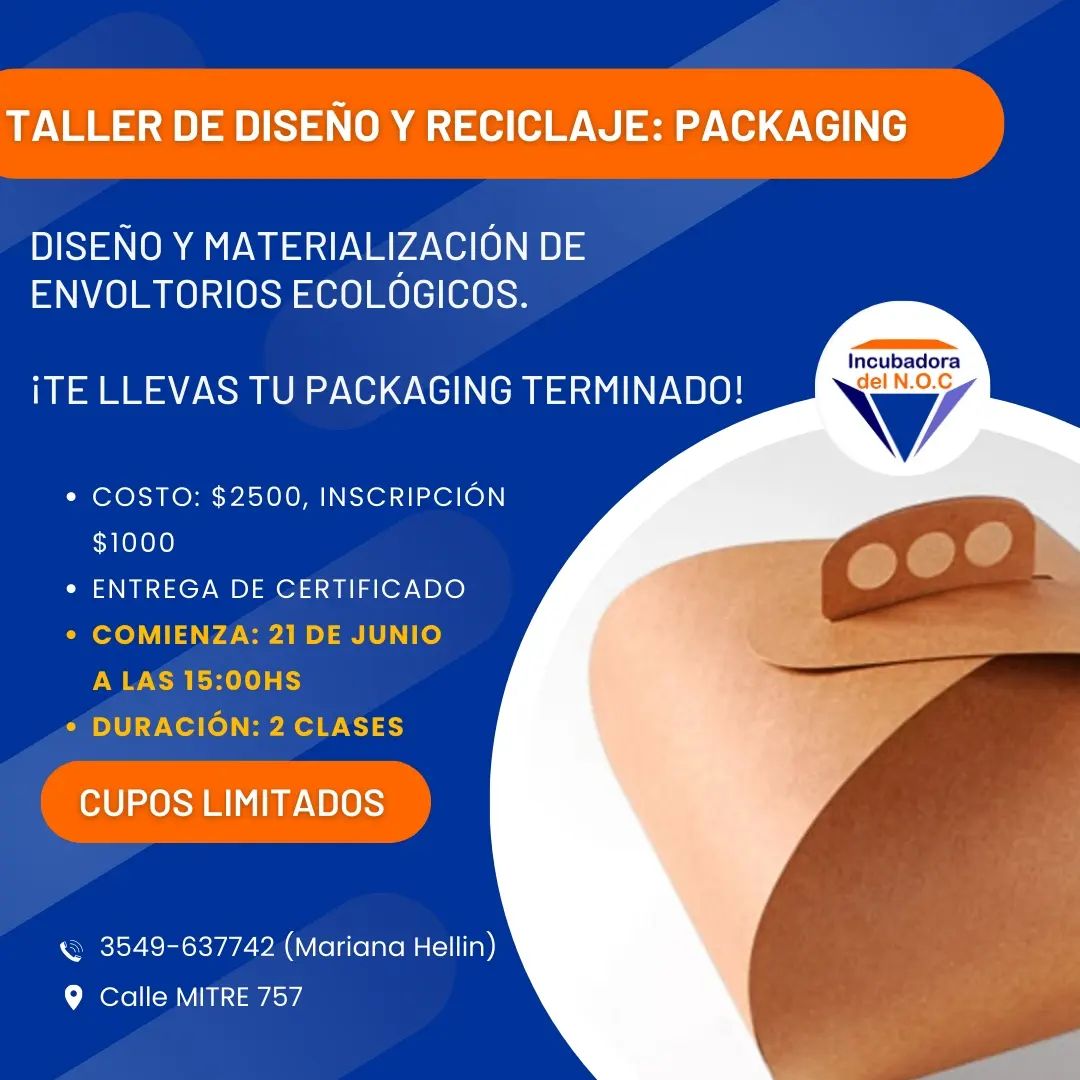 TALLER DE DISEÑO Y RECICLAJE: PACKAGING
DISEÑO Y MATERIALIZACIÓN DE
ENVOLTORIOS ECOLÓGICOS.
¡TE LLEVAS TU PACKAGING TERMINADO!
Incubadora
del N.O.C
• COSTO: $2500, INSCRIPCIÓN
$1000
• ENTREGA DE CERTIFICADO
• COMIENZA: 21 DE JUNIO
A LAS 15:00HS
• DURACIÓN: 2 CLASES
CUPOS LIMITADOS
3549-637742 (Mariana Hellin)
Calle MITRE 757